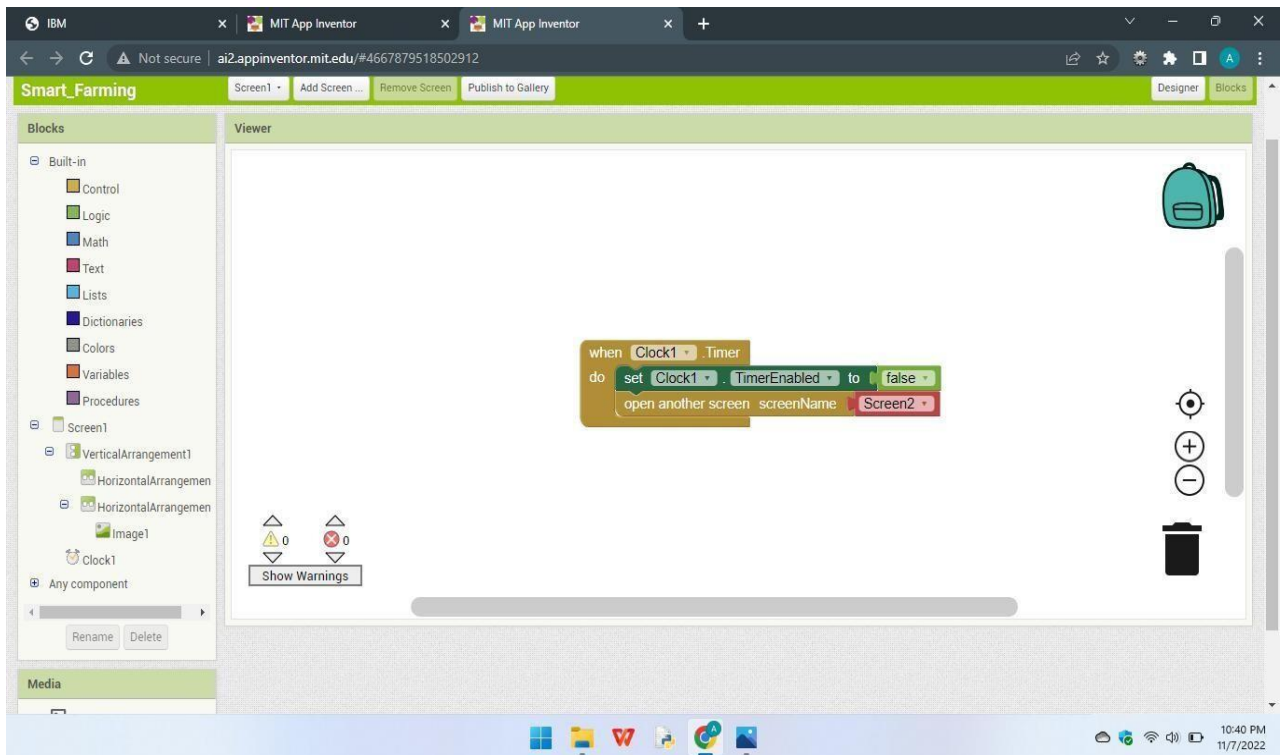 IBM
MIT App Inventor
MIT App Inventor
Not secure | ai2.appinventor.mit.edu/#4667879518502912
A
Smart_Farming
Screen1
Add Screen ...
Remove Screen
Publish to Gallery
Designer
Blocks
Blocks
Viewer
Built-in
Control
Logic
Math
Text
Lists
Dictionaries
Colors
Variables
Procedures
Screen1
VerticalArrangement1
HorizontalArrangemen
HorizontalArrangemen
Image1
Clock1
Any component
Rename
Delete
Media
when Clock1 .Timer
do set Clock1 . TimerEnabled to false
open another screen screenName Screen2
0
0
Show Warnings
10:40 PM
11/7/2022